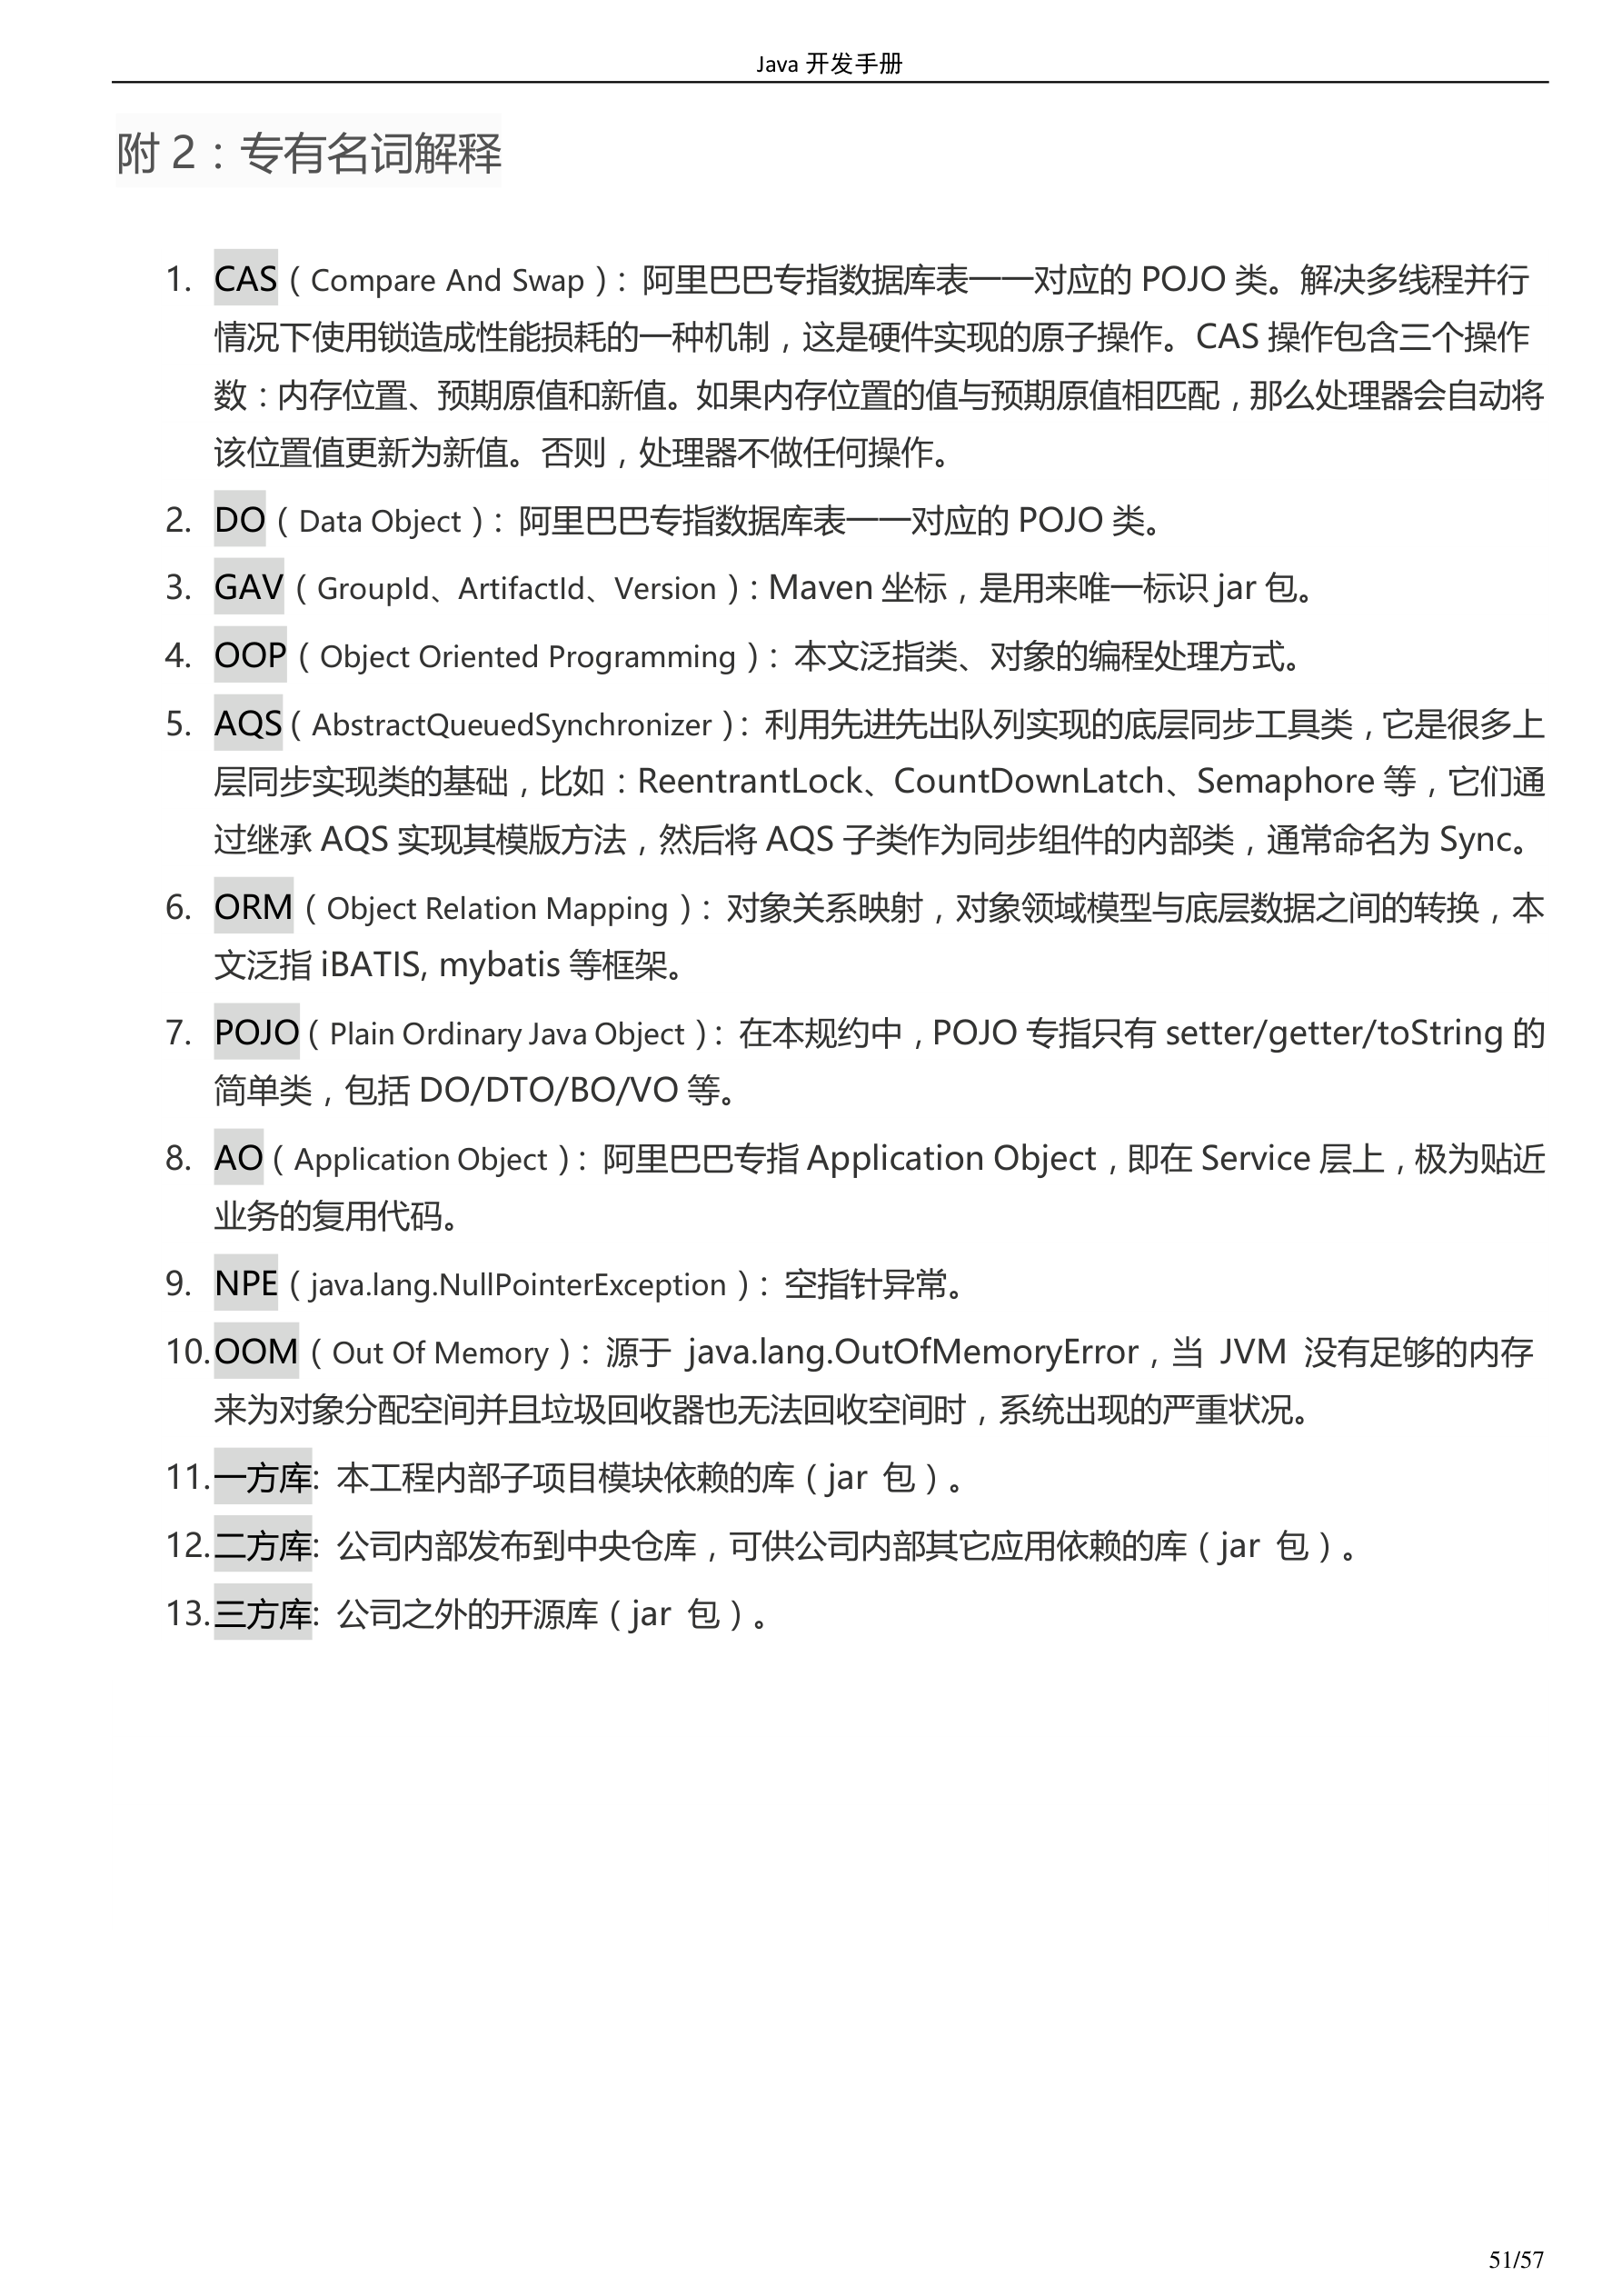 Java 开发手册
附 2：专有名词解释
1. CAS（Compare And Swap）：阿里巴巴专指数据库表一一对应的 POJO 类。解决多线程并行
情况下使用锁造成性能损耗的一种机制，这是硬件实现的原子操作。CAS 操作包含三个操作
数：内存位置、预期原值和新值。如果内存位置的值与预期原值相匹配，那么处理器会自动将
该位置值更新为新值。否则，处理器不做任何操作。
2. DO（Data Object）：阿里巴巴专指数据库表一一对应的 POJO 类。
3. GAV（GroupId、ArtifactId、Version）：Maven 坐标，是用来唯一标识 jar 包。
4. OOP（Object Oriented Programming）：本文泛指类、对象的编程处理方式。
5. AQS（AbstractQueuedSynchronizer）：利用先进先出队列实现的底层同步工具类，它是很多上
层同步实现类的基础，比如：ReentrantLock、CountDownLatch、Semaphore 等，它们通
过继承 AQS 实现其模版方法，然后将 AQS 子类作为同步组件的内部类，通常命名为 Sync。
6. ORM（Object Relation Mapping）：对象关系映射，对象领域模型与底层数据之间的转换，本
文泛指 iBATIS, mybatis 等框架。
7. POJO（Plain Ordinary Java Object）：在本规约中，POJO 专指只有 setter/getter/toString 的
简单类，包括 DO/DTO/BO/VO 等。
8. AO（Application Object）：阿里巴巴专指 Application Object，即在 Service 层上，极为贴近
业务的复用代码。
9. NPE（java.lang.NullPointerException）：空指针异常。
10. OOM（Out Of Memory）：源于 java.lang.OutOfMemoryError，当 JVM 没有足够的内存
来为对象分配空间并且垃圾回收器也无法回收空间时，系统出现的严重状况。
11. 一方库: 本工程内部子项目模块依赖的库（jar 包）。
12. 二方库: 公司内部发布到中央仓库，可供公司内部其它应用依赖的库（jar 包）。
13. 三方库: 公司之外的开源库（jar 包）。
51/57